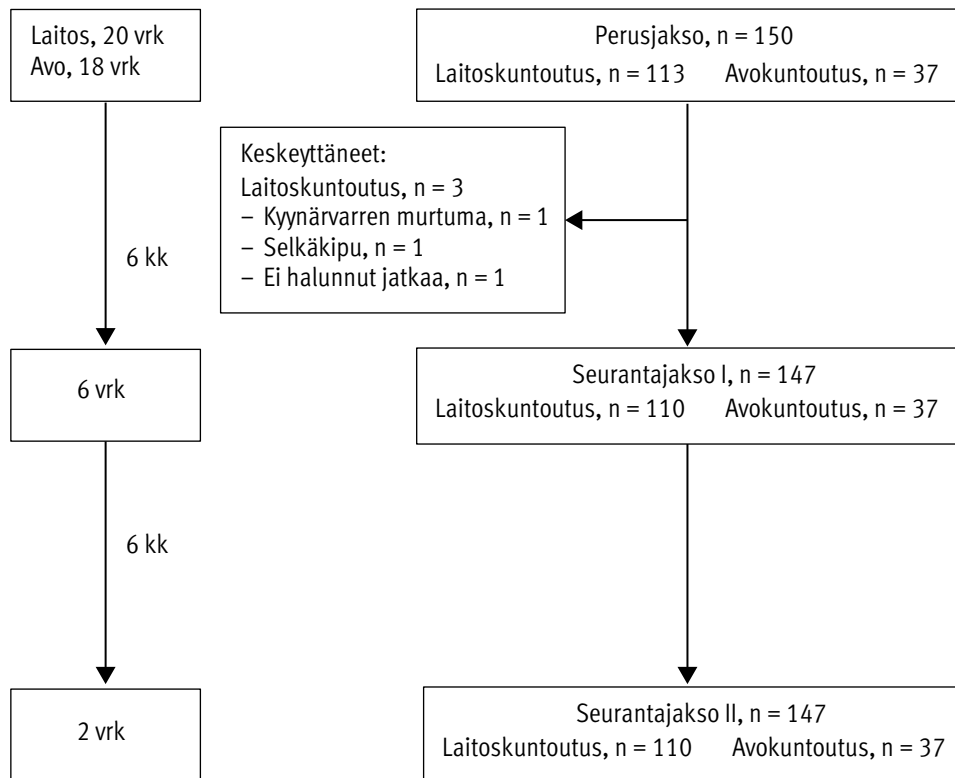 Laitos, 20 vrk
Avo, 18 vrk
Perusjakso, n = 150
Laitoskuntoutus, n = 113 Avokuntoutus, n = 37
Keskeyttäneet:
Laitoskuntoutus, n = 3
– Kyynärvarren murtuma, n = 1
– Selkäkipu, n = 1
– Ei halunnut jatkaa, n = 1
6 kk
6 vrk
Seurantajakso I, n = 147
Laitoskuntoutus, n = 110 Avokuntoutus, n = 37
6 kk
2 vrk
Seurantajakso II, n = 147
Laitoskuntoutus, n = 110 Avokuntoutus, n = 37